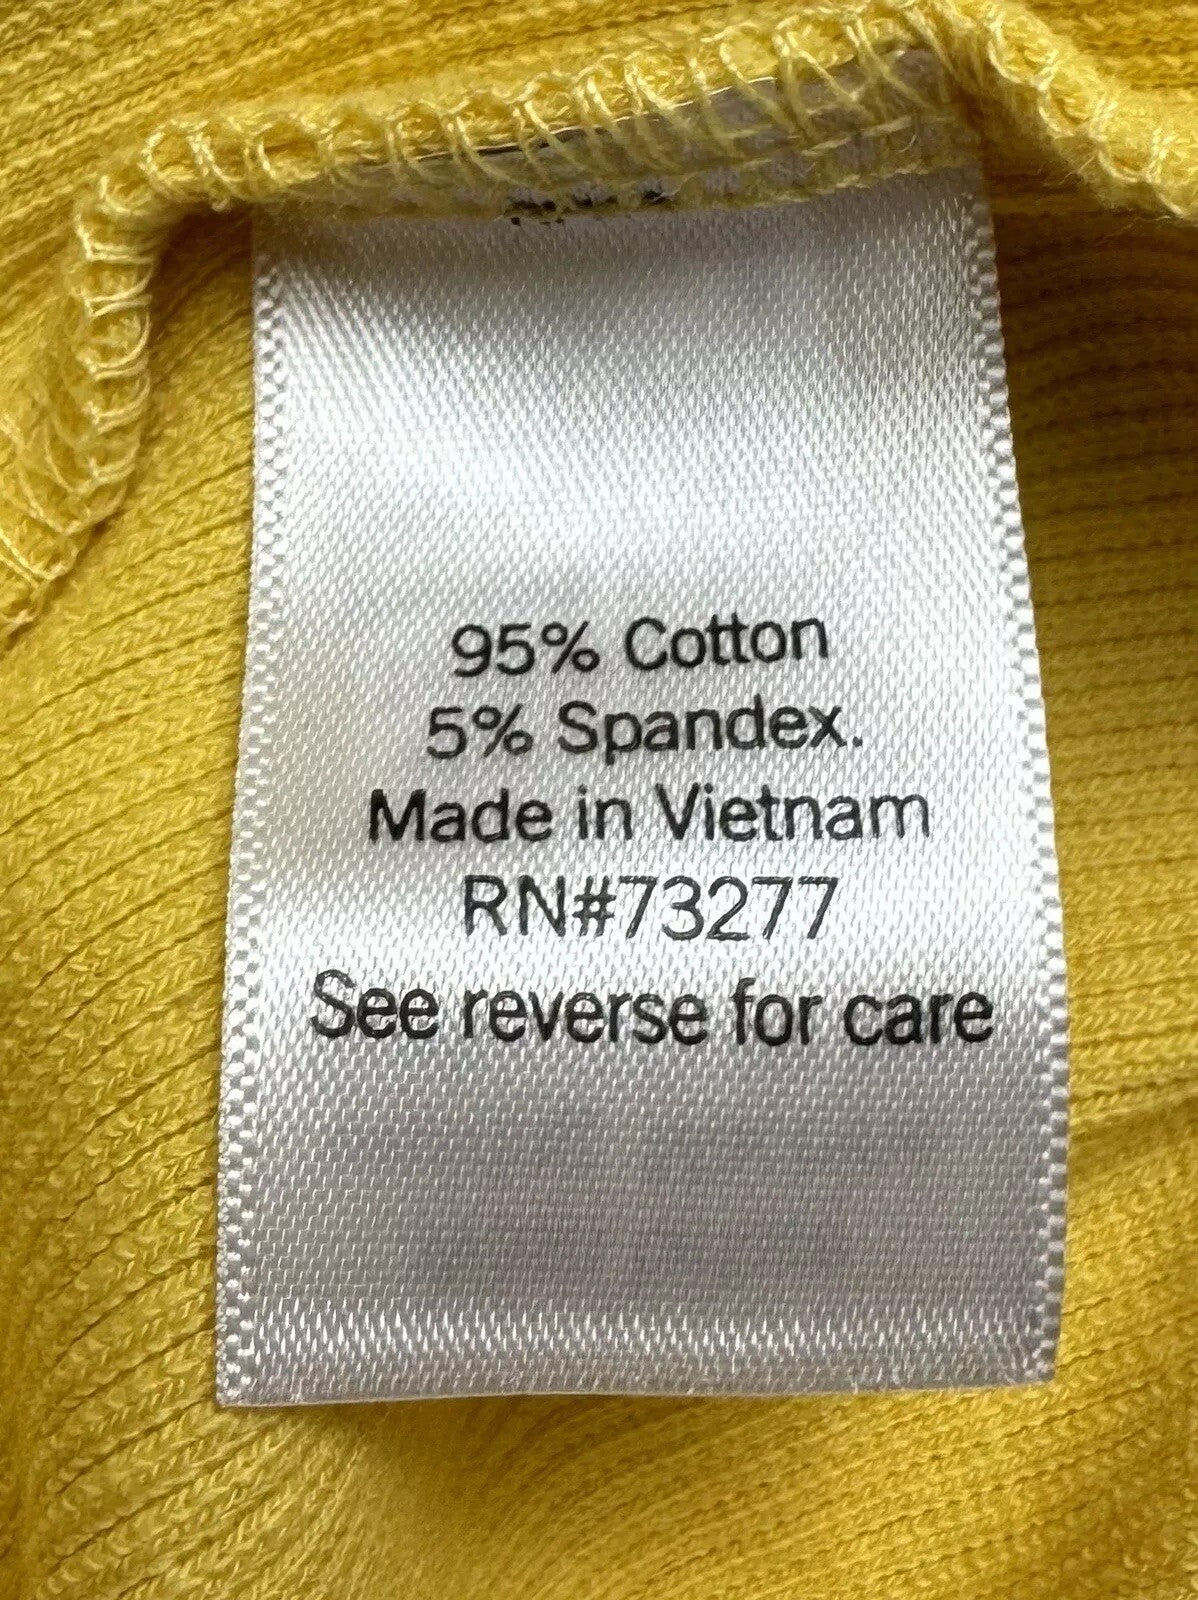 95% Cotton
5% Spandex.
Made in Vietnam
RN#73277
See reverse for care